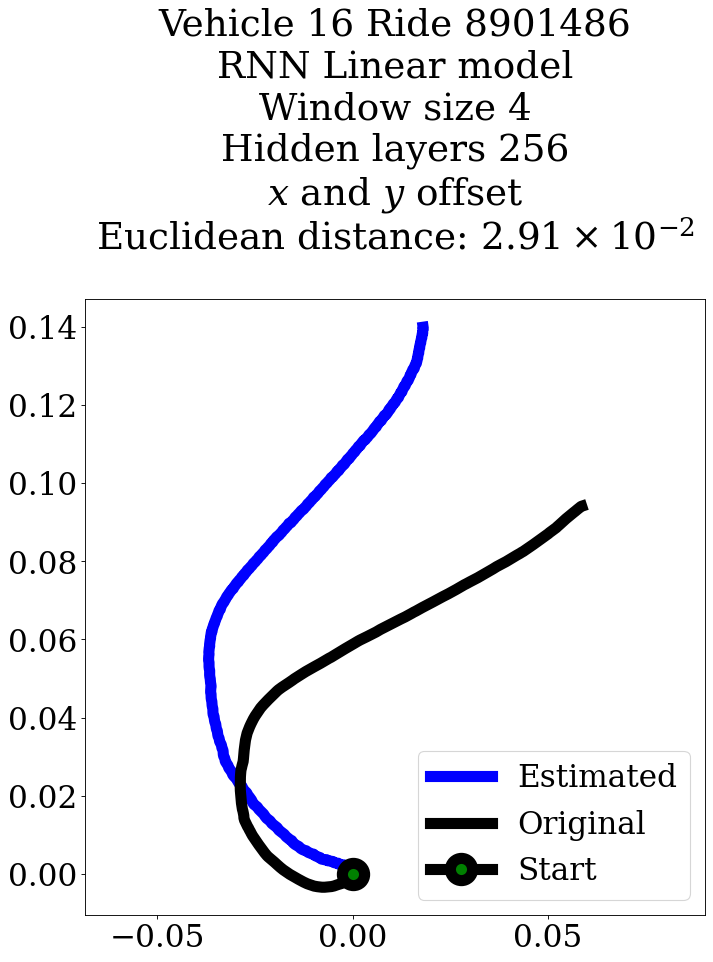 Vehicle 16 Ride 8901486
RNN Linear model
Window size 4
Hidden layers 256
x and y offset
Euclidean distance: 2.91 × 10⁻²
0.14
0.12
0.10
0.08
0.06
0.04
0.02
0.00
Estimated
Original
Start
−0.05
0.00
0.05